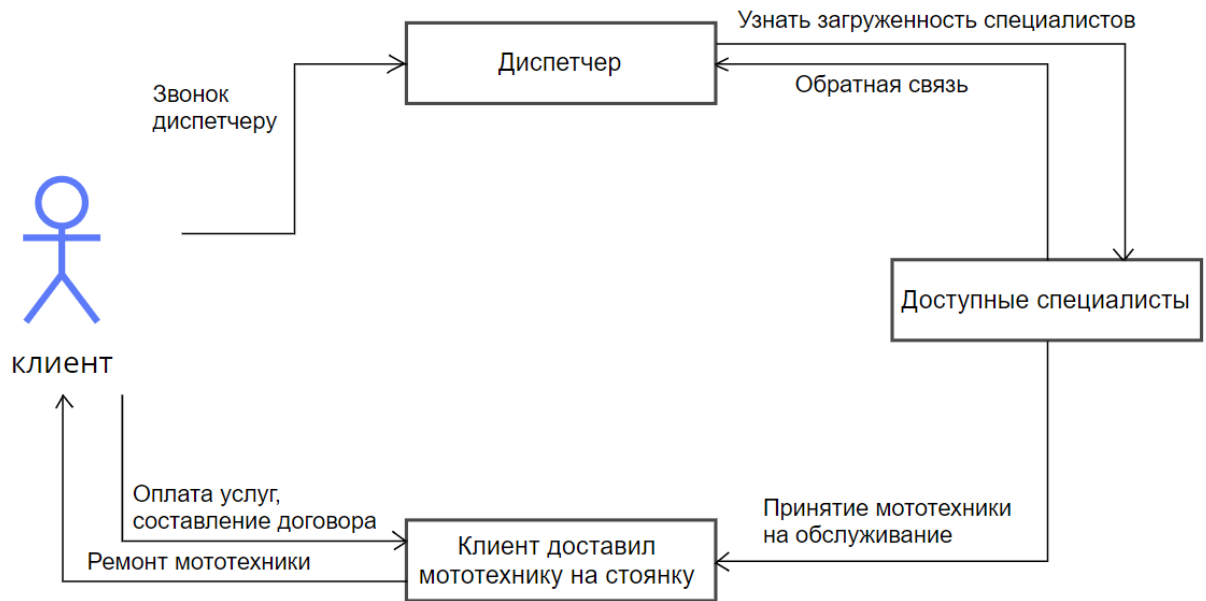 Узнать загруженность специалистов
Диспетчер
Обратная связь
Звонок
диспетчеру
Доступные специалисты
клиент
Оплата услуг,
составление договора
Принятие мототехники
на обслуживание
Клиент доставил
мототехнику на стоянку
Ремонт мототехники